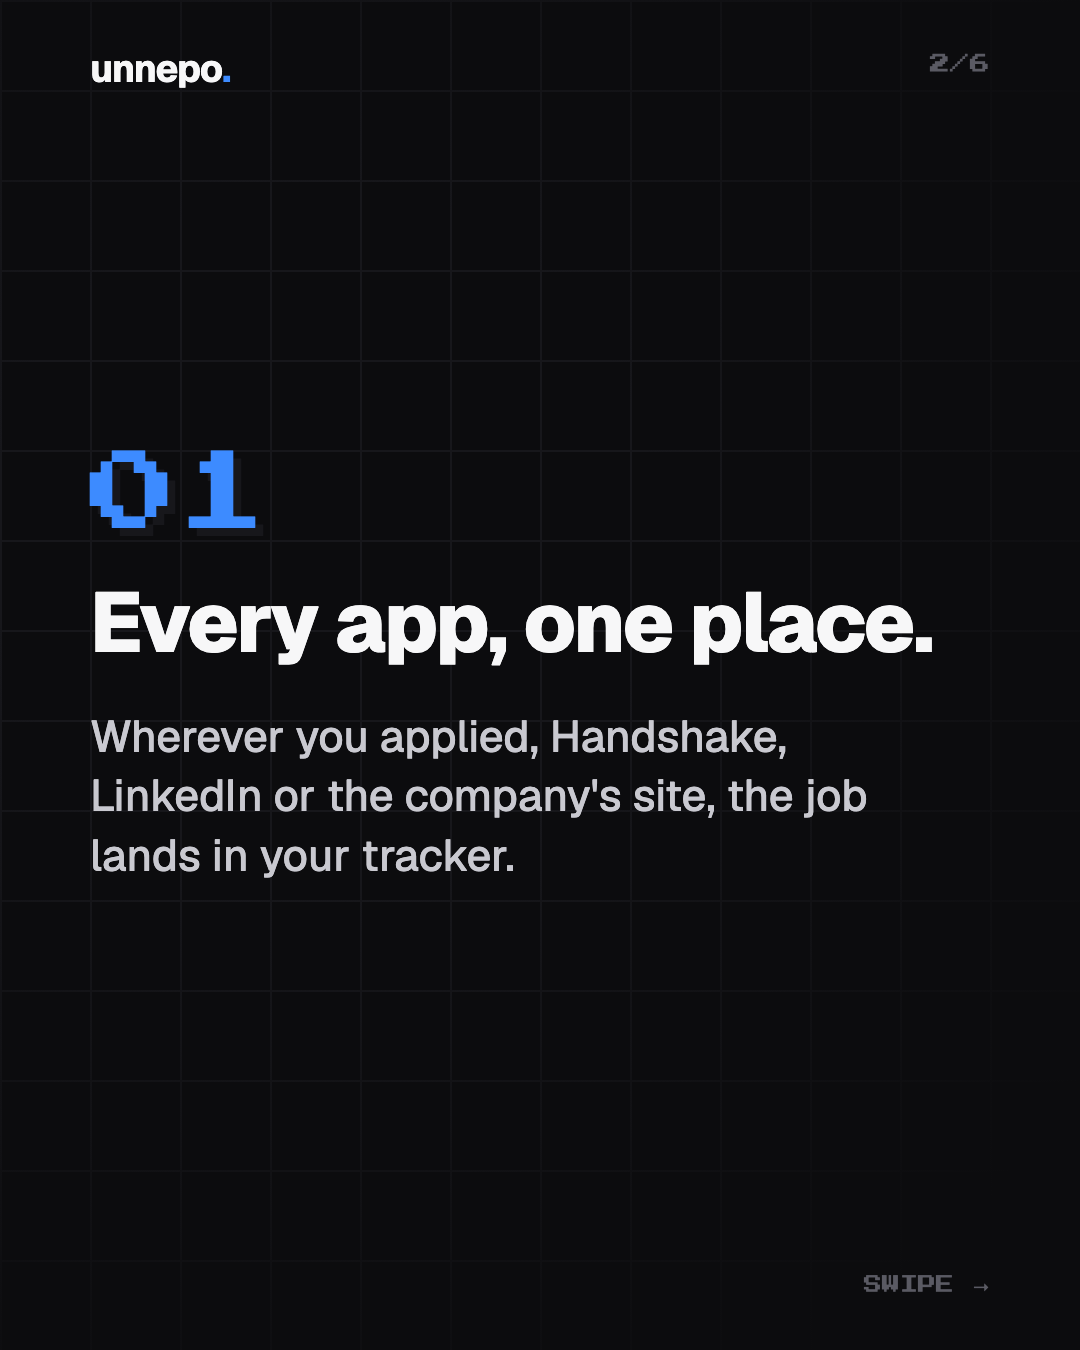 unnepo.
2/6
01
Every app, one place.
Wherever you applied, Handshake,
LinkedIn or the company's site, the job
lands in your tracker.
SWIPE →